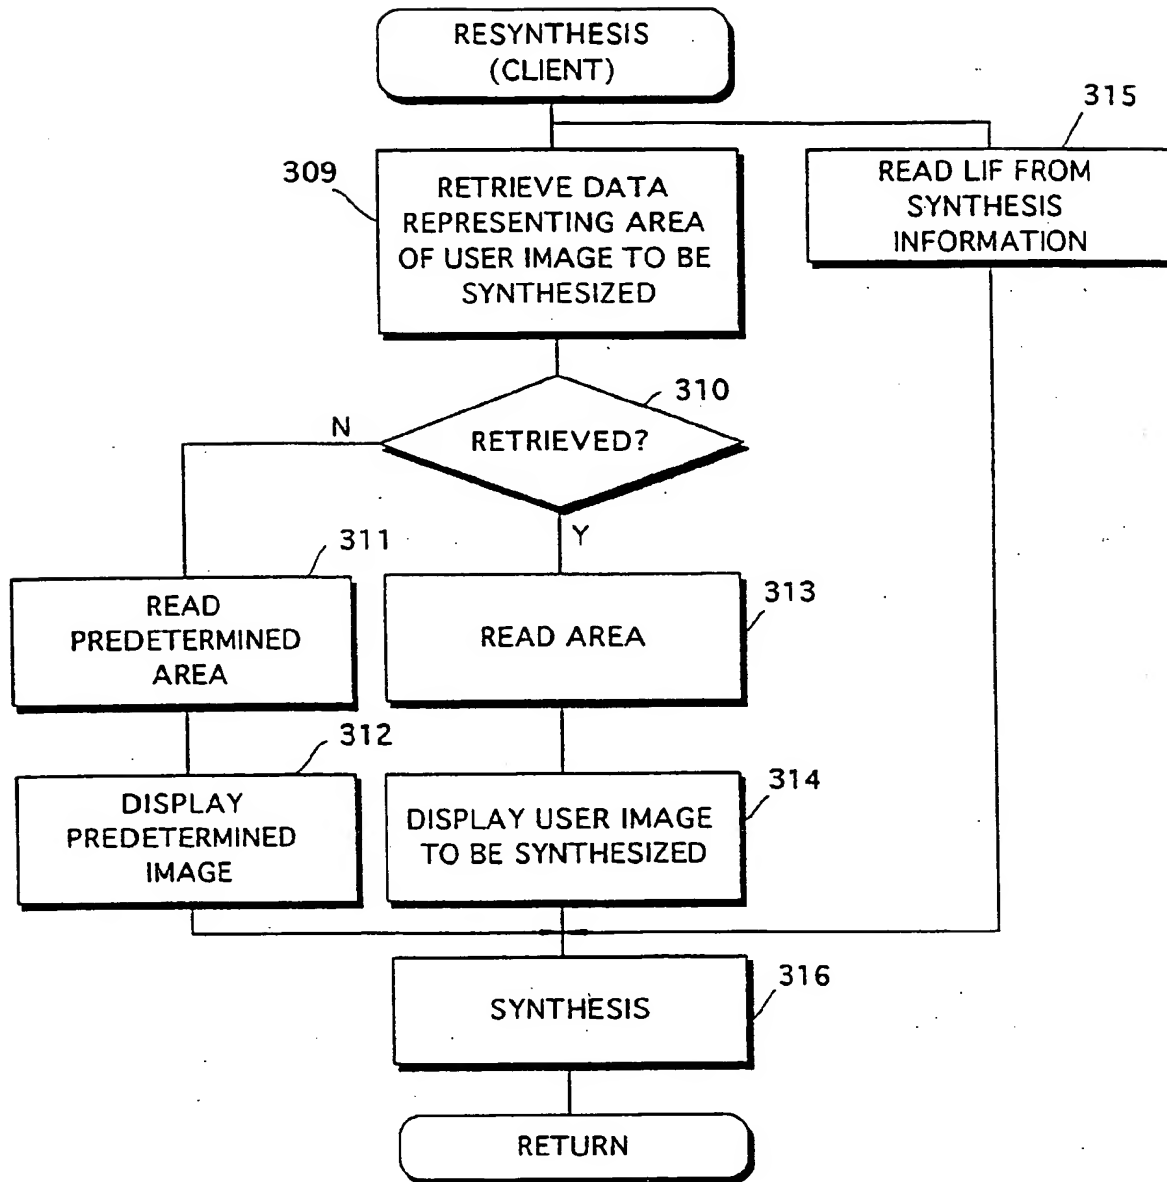 RESYNTHESIS
(CLIENT)
315
309
RETRIEVE DATA
REPRESENTING AREA
OF USER IMAGE TO BE
SYNTHESIZED
READ LIF FROM
SYNTHESIS
INFORMATION
310
N
RETRIEVED?
Y
311
READ
PREDETERMINED
AREA
313
READ AREA
312
DISPLAY
PREDETERMINED
IMAGE
314
DISPLAY USER IMAGE
TO BE SYNTHESIZED
316
SYNTHESIS
RETURN